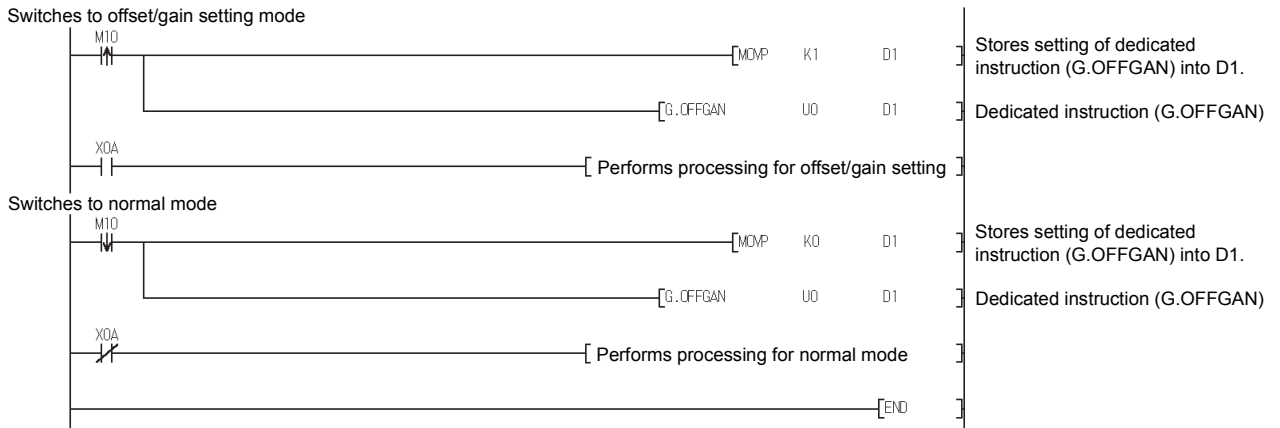 Switches to offset/gain setting mode
M10
MOVP K1 D1
Stores setting of dedicated
instruction (G.OFFGAN) into D1.
G.OFFGAN U0 D1
Dedicated instruction (G.OFFGAN)
X0A
Performs processing for offset/gain setting
Switches to normal mode
M10
MOVP K0 D1
Stores setting of dedicated
instruction (G.OFFGAN) into D1.
G.OFFGAN U0 D1
Dedicated instruction (G.OFFGAN)
X0A
Performs processing for normal mode
END